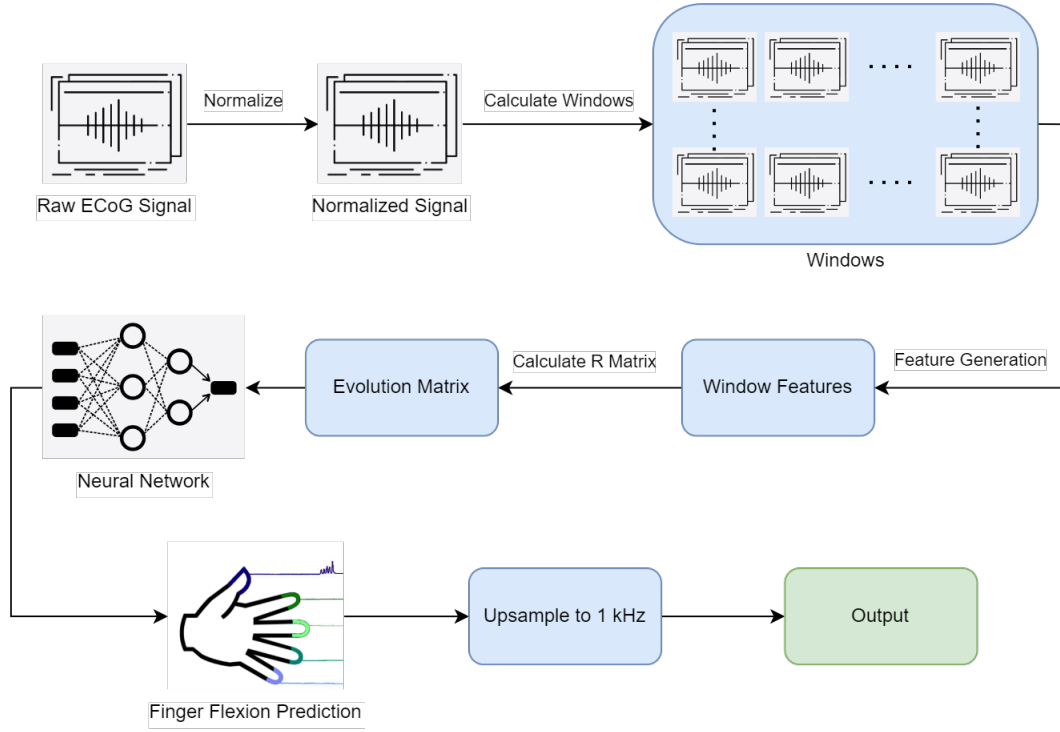 Normalize
Calculate Windows
Raw ECoG Signal
Normalized Signal
Windows
Feature Generation
Calculate R Matrix
Window Features
Evolution Matrix
Neural Network
Finger Flexion Prediction
Upsample to 1 kHz
Output